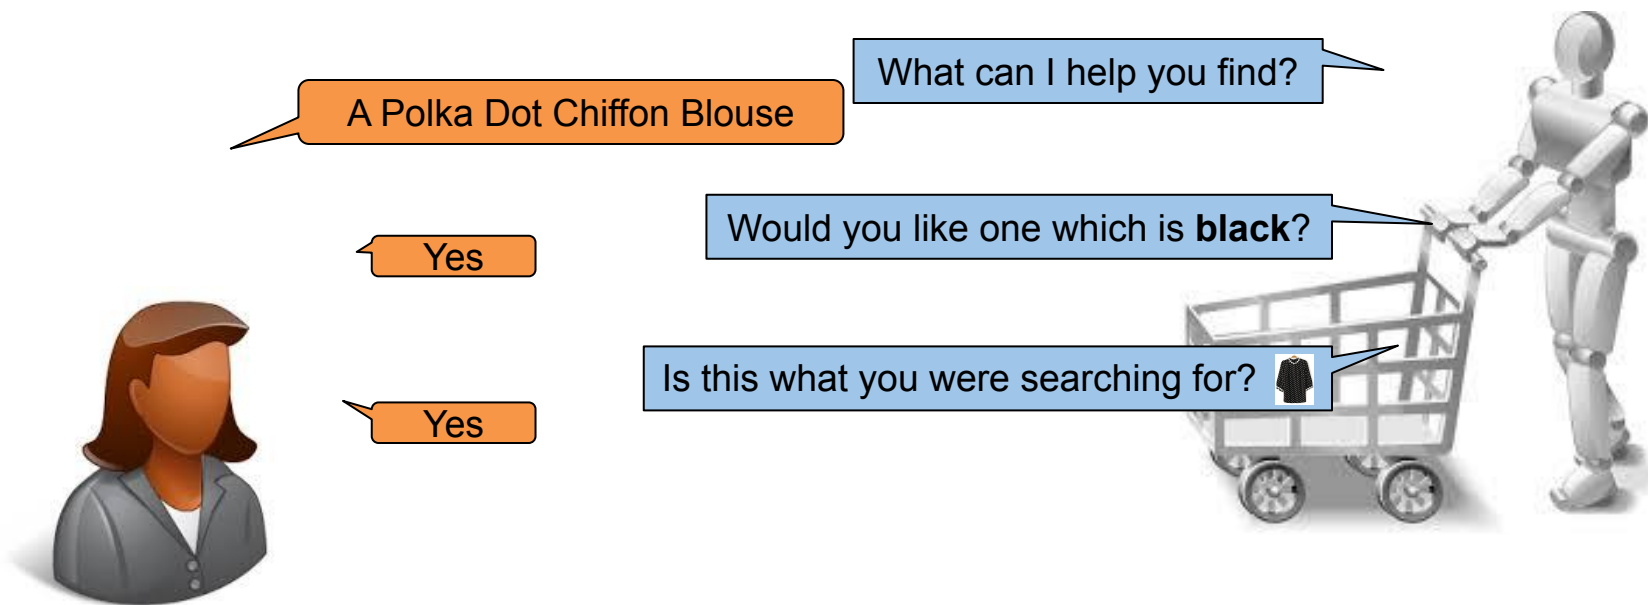 What can I help you find?
A Polka Dot Chiffon Blouse
Would you like one which is black?
Yes
Is this what you were searching for?
Yes